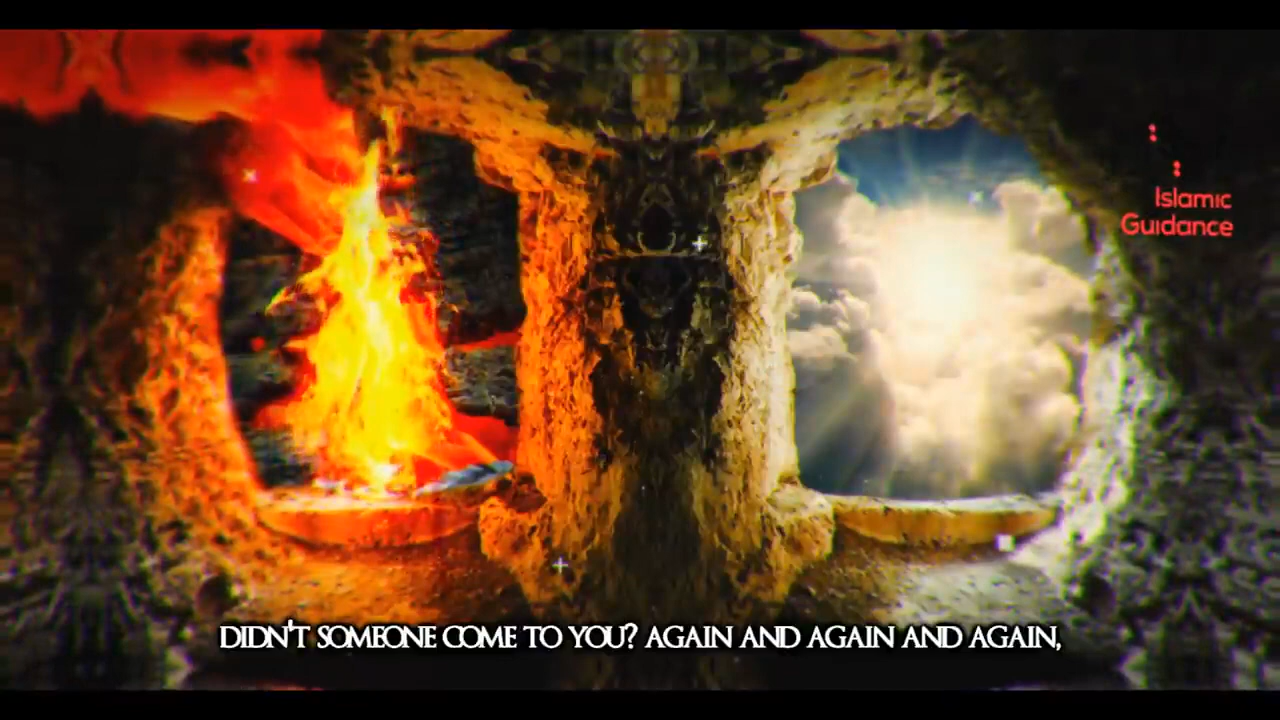 Islamic
Guidance
DIDN'T SOMEONE COME TO YOU? AGAIN AND AGAIN AND AGAIN,